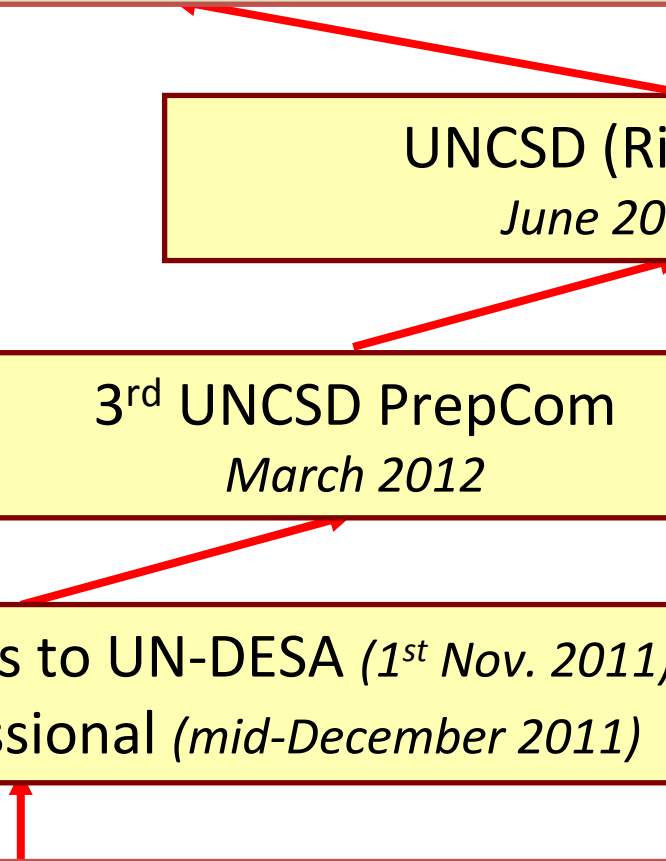 UNCSD (Ri
June 20
3rd UNCSD PrepCom
March 2012
s to UN-DESA (1st Nov. 2011)
ssional (mid-December 2011)